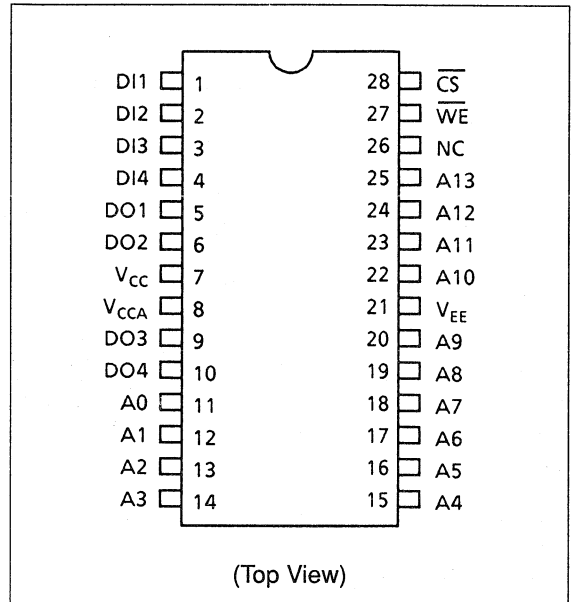 DI1 1 28 C̅S̅
DI2 2 27 W̅E̅
DI3 3 26 NC
DI4 4 25 A13
DO1 5 24 A12
DO2 6 23 A11
VCC 7 22 A10
VCCA 8 21 VEE
DO3 9 20 A9
DO4 10 19 A8
A0 11 18 A7
A1 12 17 A6
A2 13 16 A5
A3 14 15 A4
(Top View)